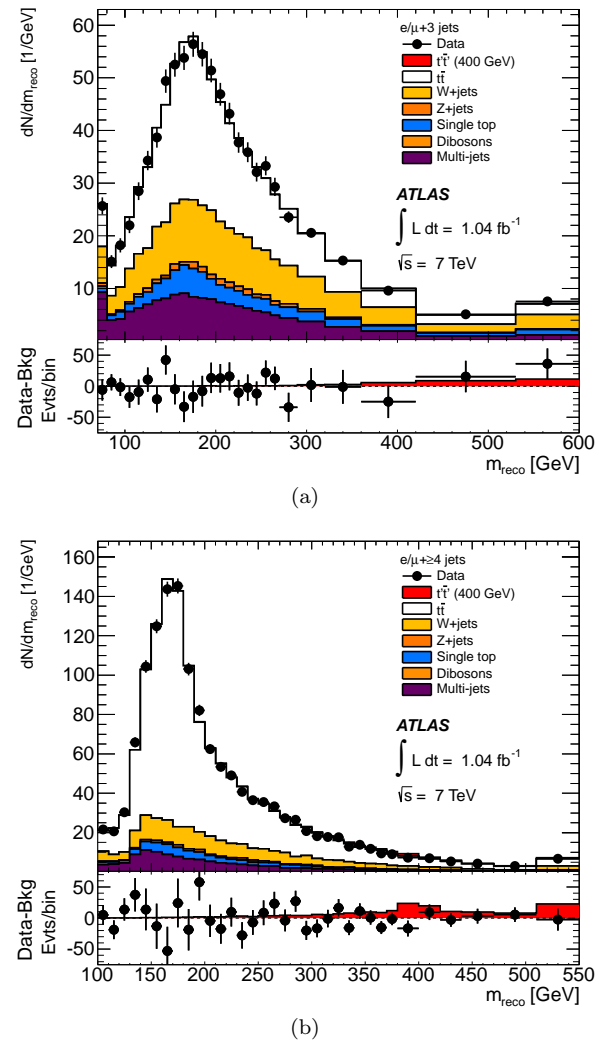 dN/dm_reco [1/GeV]
60
50
40
30
20
10
e/μ+3 jets
Data
t't̄' (400 GeV)
tt̄
W+jets
Z+jets
Single top
Dibosons
Multi-jets
ATLAS
∫ L dt = 1.04 fb⁻¹
√s = 7 TeV
Data-Bkg
Evts/bin
50
0
-50
100 200 300 400 500 600
m_reco [GeV]
(a)
dN/dm_reco [1/GeV]
160
140
120
100
80
60
40
20
e/μ+≥4 jets
Data
t't̄' (400 GeV)
tt̄
W+jets
Z+jets
Single top
Dibosons
Multi-jets
ATLAS
∫ L dt = 1.04 fb⁻¹
√s = 7 TeV
Data-Bkg
Evts/bin
50
0
-50
100 150 200 250 300 350 400 450 500 550
m_reco [GeV]
(b)